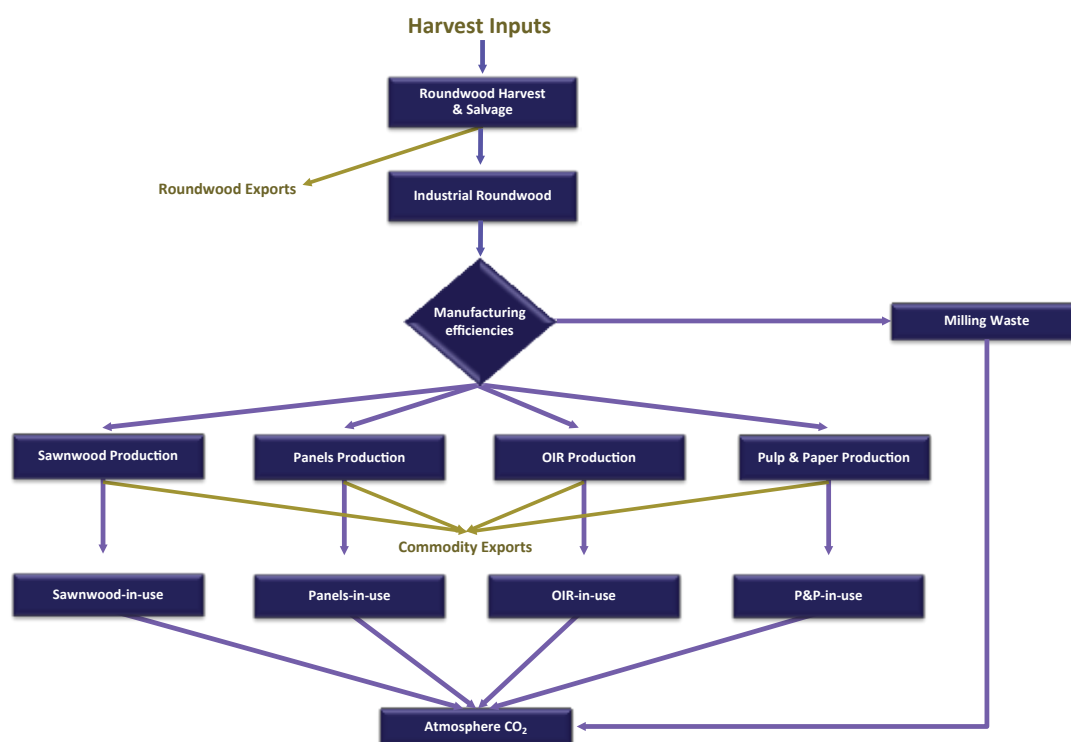 Harvest Inputs
Roundwood Harvest
& Salvage
Roundwood Exports
Industrial Roundwood
Manufacturing
efficiencies
Milling Waste
Sawnwood Production
Panels Production
OIR Production
Pulp & Paper Production
Commodity Exports
Sawnwood-in-use
Panels-in-use
OIR-in-use
P&P-in-use
Atmosphere CO₂